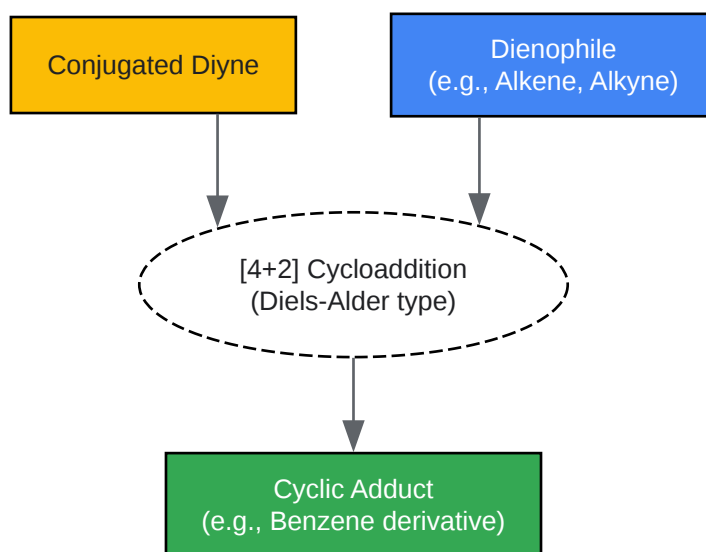 Conjugated Diyne
Dienophile
(e.g., Alkene, Alkyne)
[4+2] Cycloaddition
(Diels-Alder type)
Cyclic Adduct
(e.g., Benzene derivative)